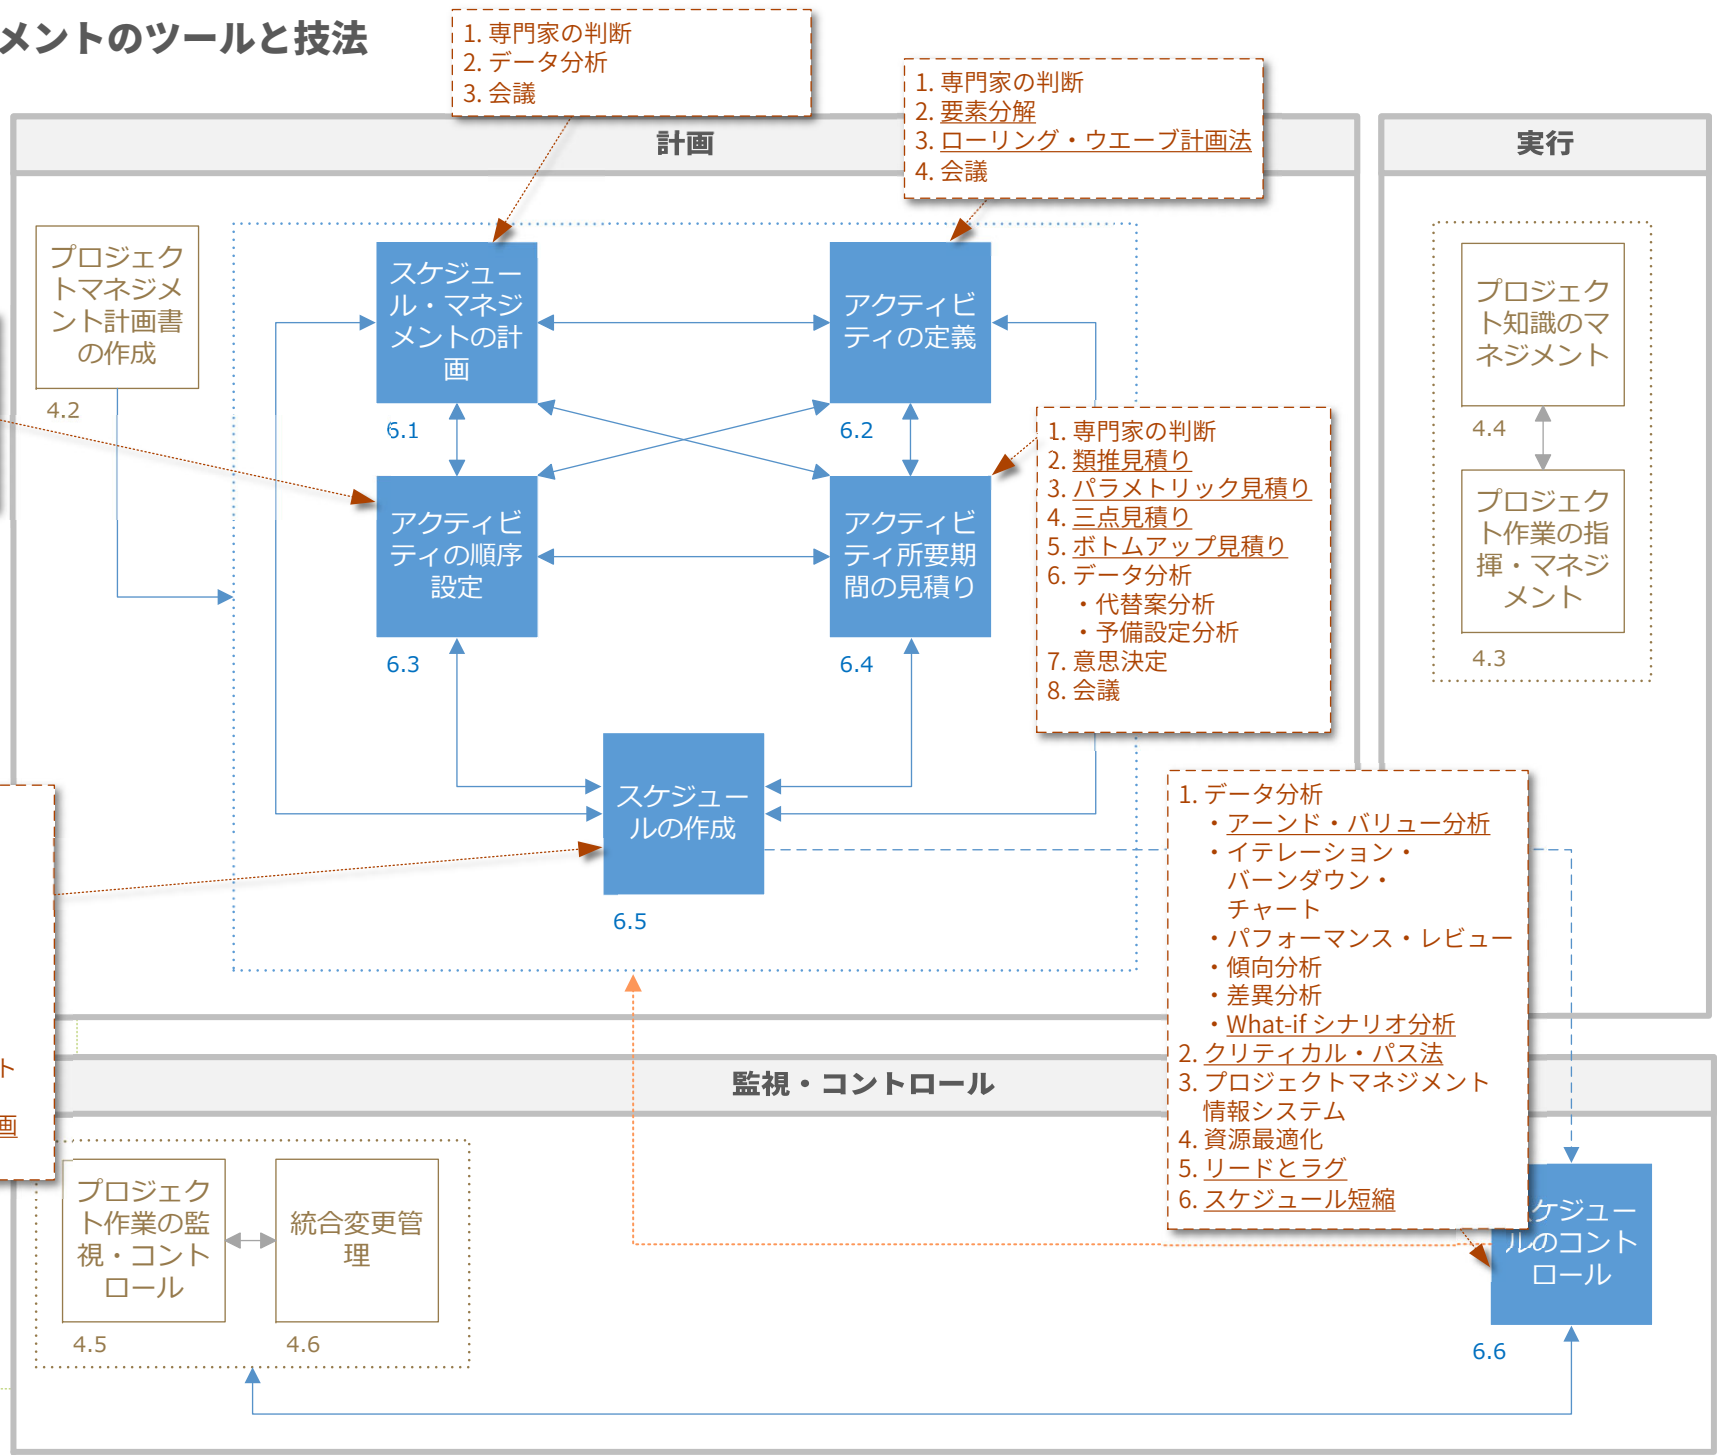 メントのツールと技法
1. 専門家の判断
2. データ分析
3. 会議
1. 専門家の判断
2. 要素分解
3. ローリング・ウエーブ計画法
4. 会議
計画
実行
プロジェク
トマネジメ
ント計画書
の作成
4.2
スケジュー
ル・マネジ
メントの計
画
6.1
アクティビ
ティの定義
6.2
プロジェク
ト知識のマ
ネジメント
4.4
1. 専門家の判断
2. 類推見積り
3. パラメトリック見積り
4. 三点見積り
5. ボトムアップ見積り
6. データ分析
・代替案分析
・予備設定分析
7. 意思決定
8. 会議
アクティビ
ティの順序
設定
6.3
アクティビ
ティ所要期
間の見積り
6.4
プロジェク
ト作業の指
揮・マネジ
メント
4.3
スケジュー
ルの作成
6.5
1. データ分析
・アーンド・バリュー分析
・イテレーション・
バーンダウン・
チャート
・パフォーマンス・レビュー
・傾向分析
・差異分析
・What-if シナリオ分析
2. クリティカル・パス法
3. プロジェクトマネジメント
情報システム
4. 資源最適化
5. リードとラグ
6. スケジュール短縮
ト
画
監視・コントロール
プロジェク
ト作業の監
視・コント
ロール
4.5
統合変更管
理
4.6
ケジュー
ルのコント
ロール
6.6